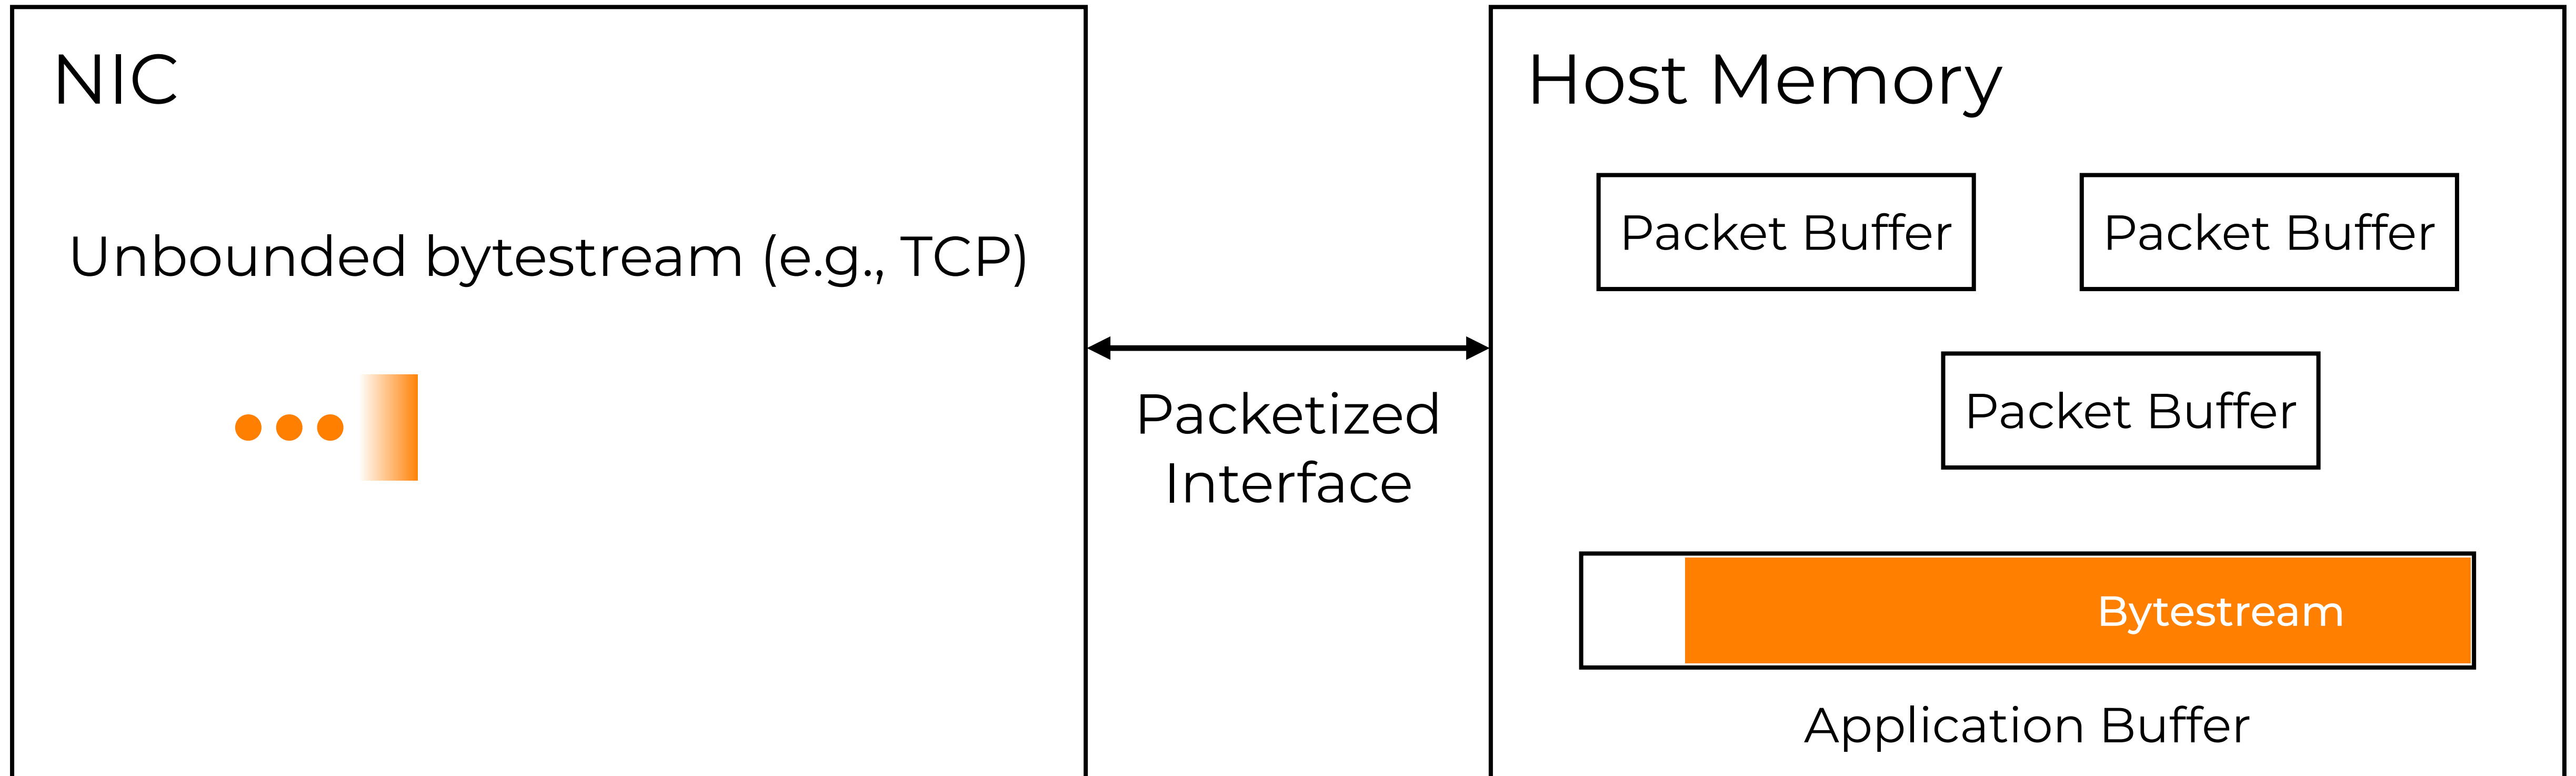 NIC
Unbounded bytestream (e.g., TCP)
Packetized
Interface
Host Memory
Packet Buffer
Packet Buffer
Packet Buffer
Bytestream
Application Buffer